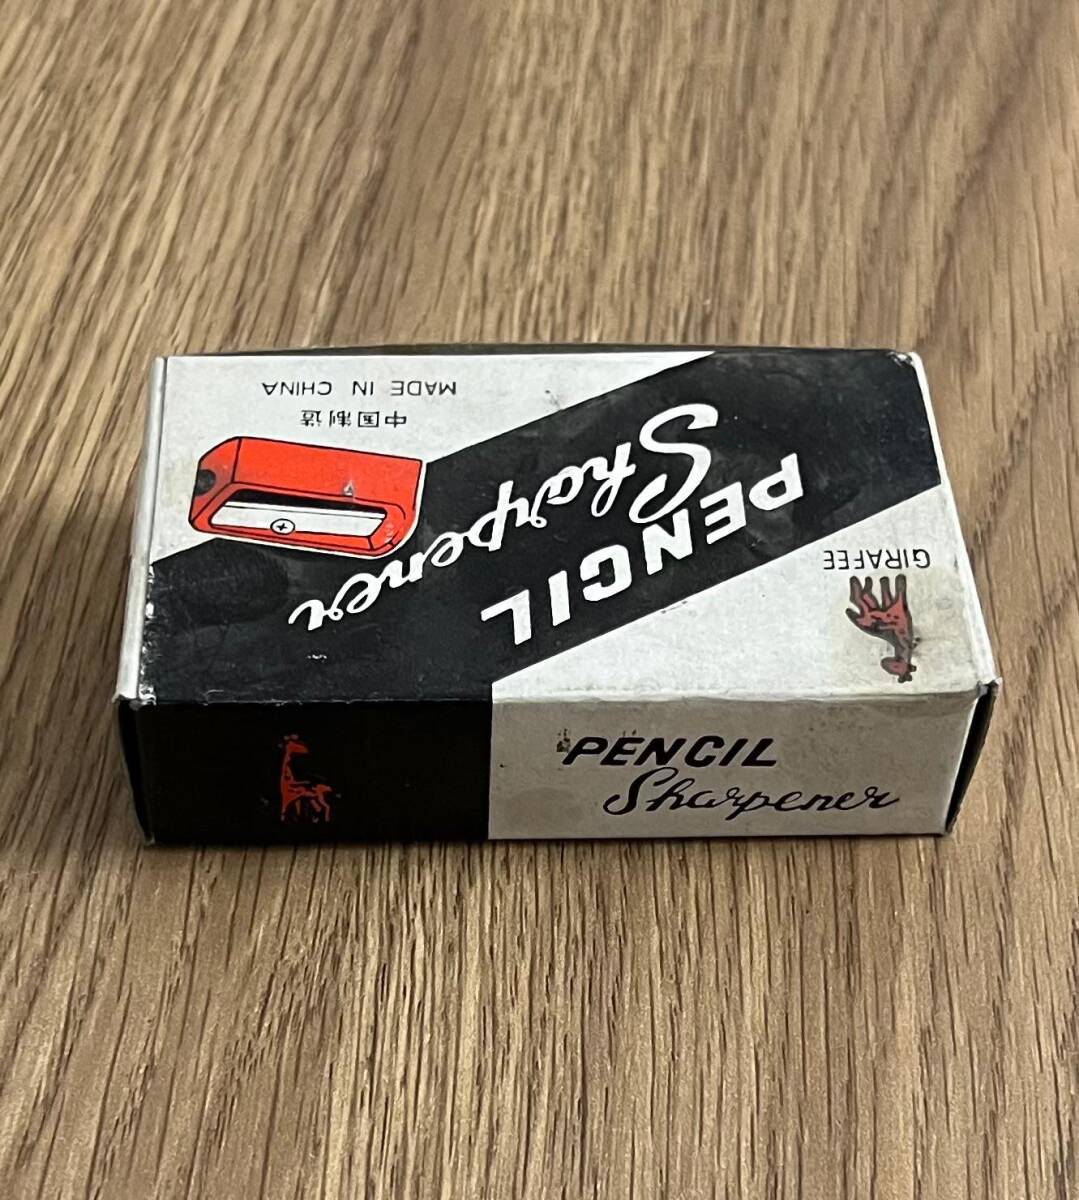 GIRAFEE
PENCIL
Sharpener
中国制造
MADE IN CHINA
PENCIL
Sharpener